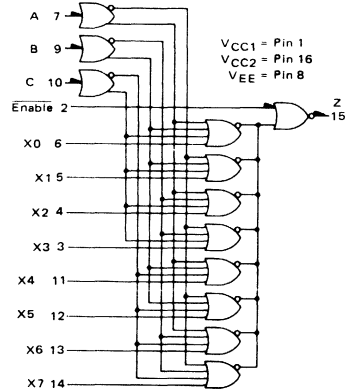 A 7
B 9
C 10
Enable 2
X0 6
X1 5
X2 4
X3 3
X4 11
X5 12
X6 13
X7 14
VCC1 = Pin 1
VCC2 = Pin 16
VEE = Pin 8
Z
15